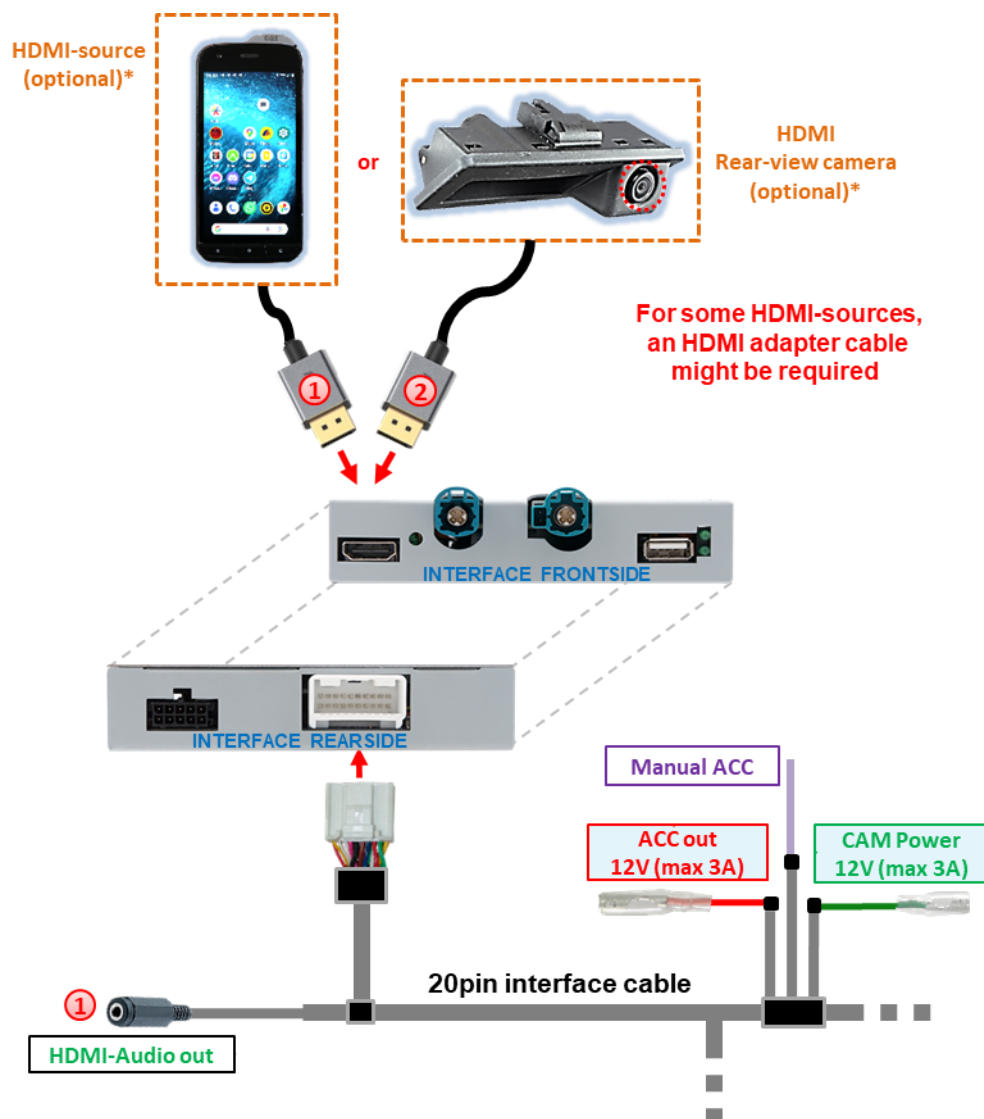 HDMI-source
(optional)*
or
HDMI
Rear-view camera
(optional)*
For some HDMI-sources,
an HDMI adapter cable
might be required
1
2
INTERFACE FRONTSIDE
INTERFACE REARSIDE
Manual ACC
ACC out
12V (max 3A)
CAM Power
12V (max 3A)
20pin interface cable
1
HDMI-Audio out